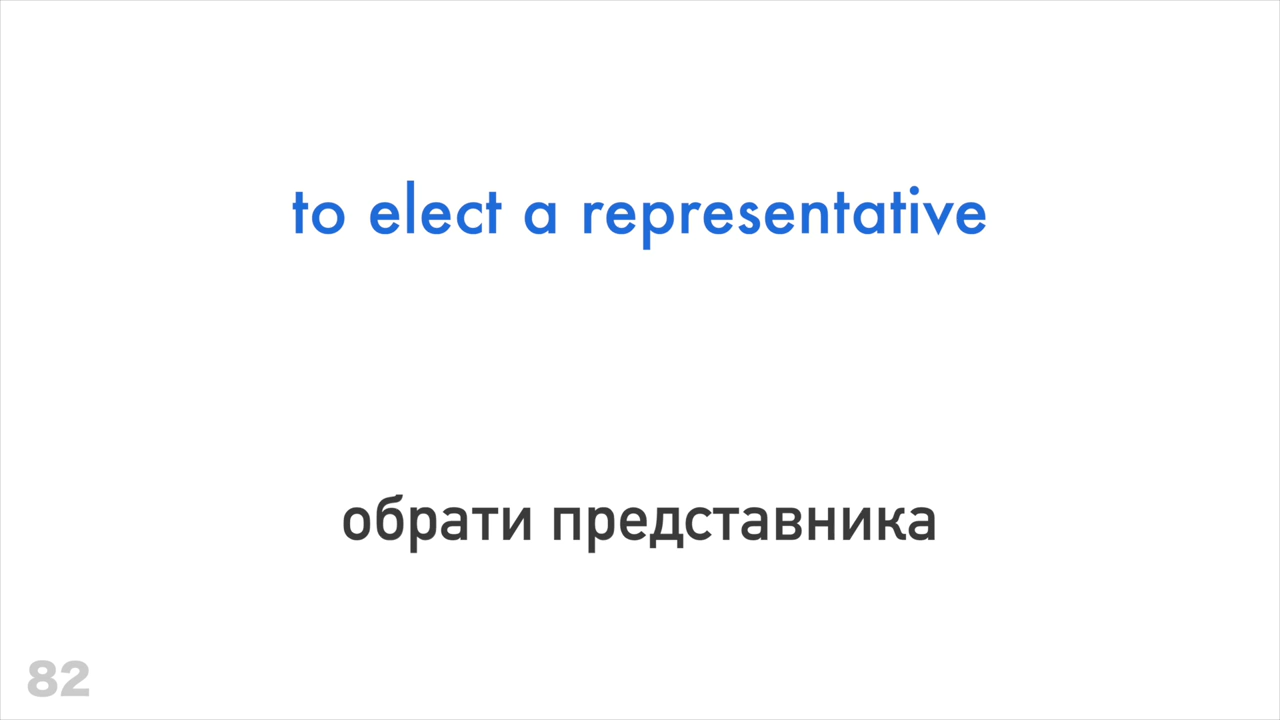 to elect a representative
обрати представника
82